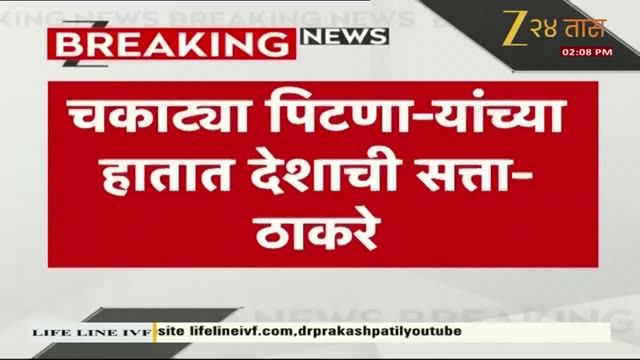 BREAKING NEWS
Z २४ तास
02:08 PM
चकाट्या पिटणा-यांच्या
हातात देशाची सत्ता-
ठाकरे
LIFE LINE IVF site lifelineivf.com,drprakashpatilyoutube